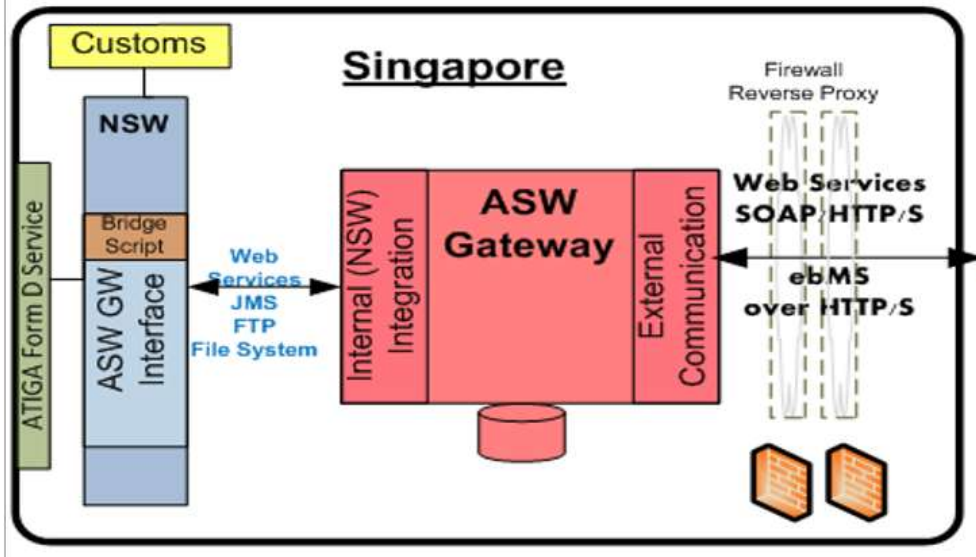 Customs
Singapore
Firewall
Reverse Proxy
NSW
Bridge
Script
ASW GW
Interface
ATIGA Form D Service
Web
Services
JMS
FTP
File System
Internal (NSW)
Integration
ASW
Gateway
External
Communication
Web Services
SOAP/HTTP/S
ebMS
over HTTP/S